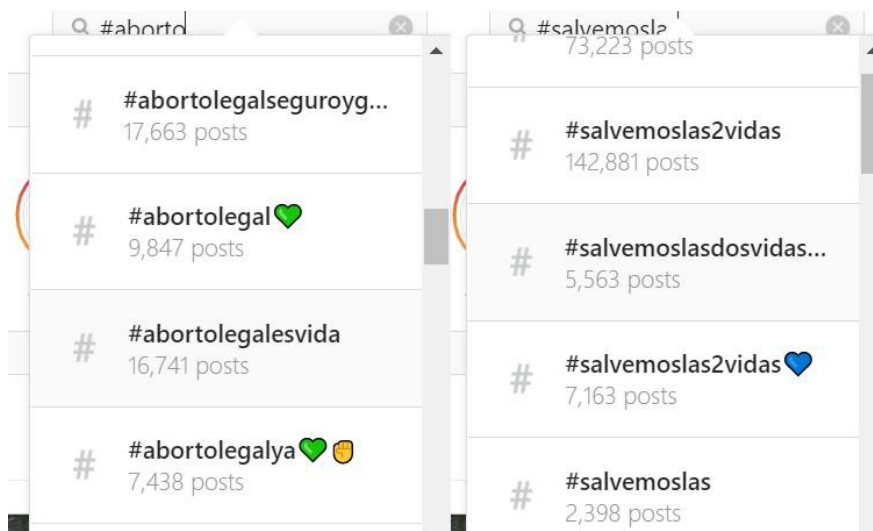 #aborto
#abortolegalseguroyg...
17,663 posts
#abortolegal💚
9,847 posts
#abortolegalesvida
16,741 posts
#abortolegalya💚✊
7,438 posts
#salvemosla
73,223 posts
#salvemoslas2vidas
142,881 posts
#salvemoslasdosvidas...
5,563 posts
#salvemoslas2vidas💙
7,163 posts
#salvemoslas
2,398 posts